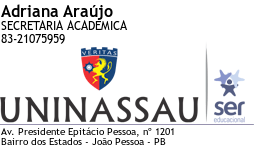 Adriana Araújo
SECRETARIA ACADÊMICA
83-21075959
VERITAS
UNINASSAU
ser
educacional
Av. Presidente Epitácio Pessoa, nº 1201
Bairro dos Estados - João Pessoa - PB